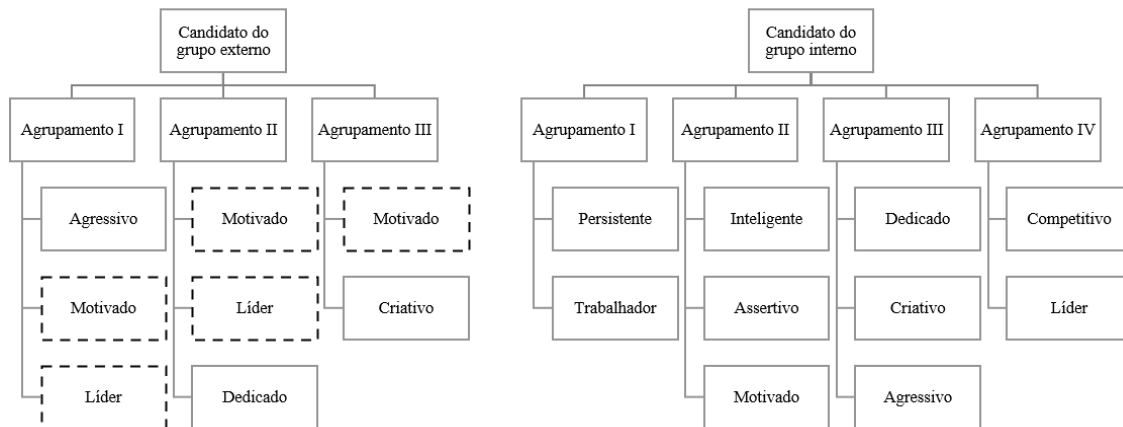 Candidato do
grupo externo
Agrupamento I
Agrupamento II
Agrupamento III
Agressivo
Motivado
Líder
Motivado
Líder
Dedicado
Motivado
Criativo
Candidato do
grupo interno
Agrupamento I
Agrupamento II
Agrupamento III
Agrupamento IV
Persistente
Trabalhador
Inteligente
Assertivo
Motivado
Dedicado
Criativo
Agressivo
Competitivo
Líder